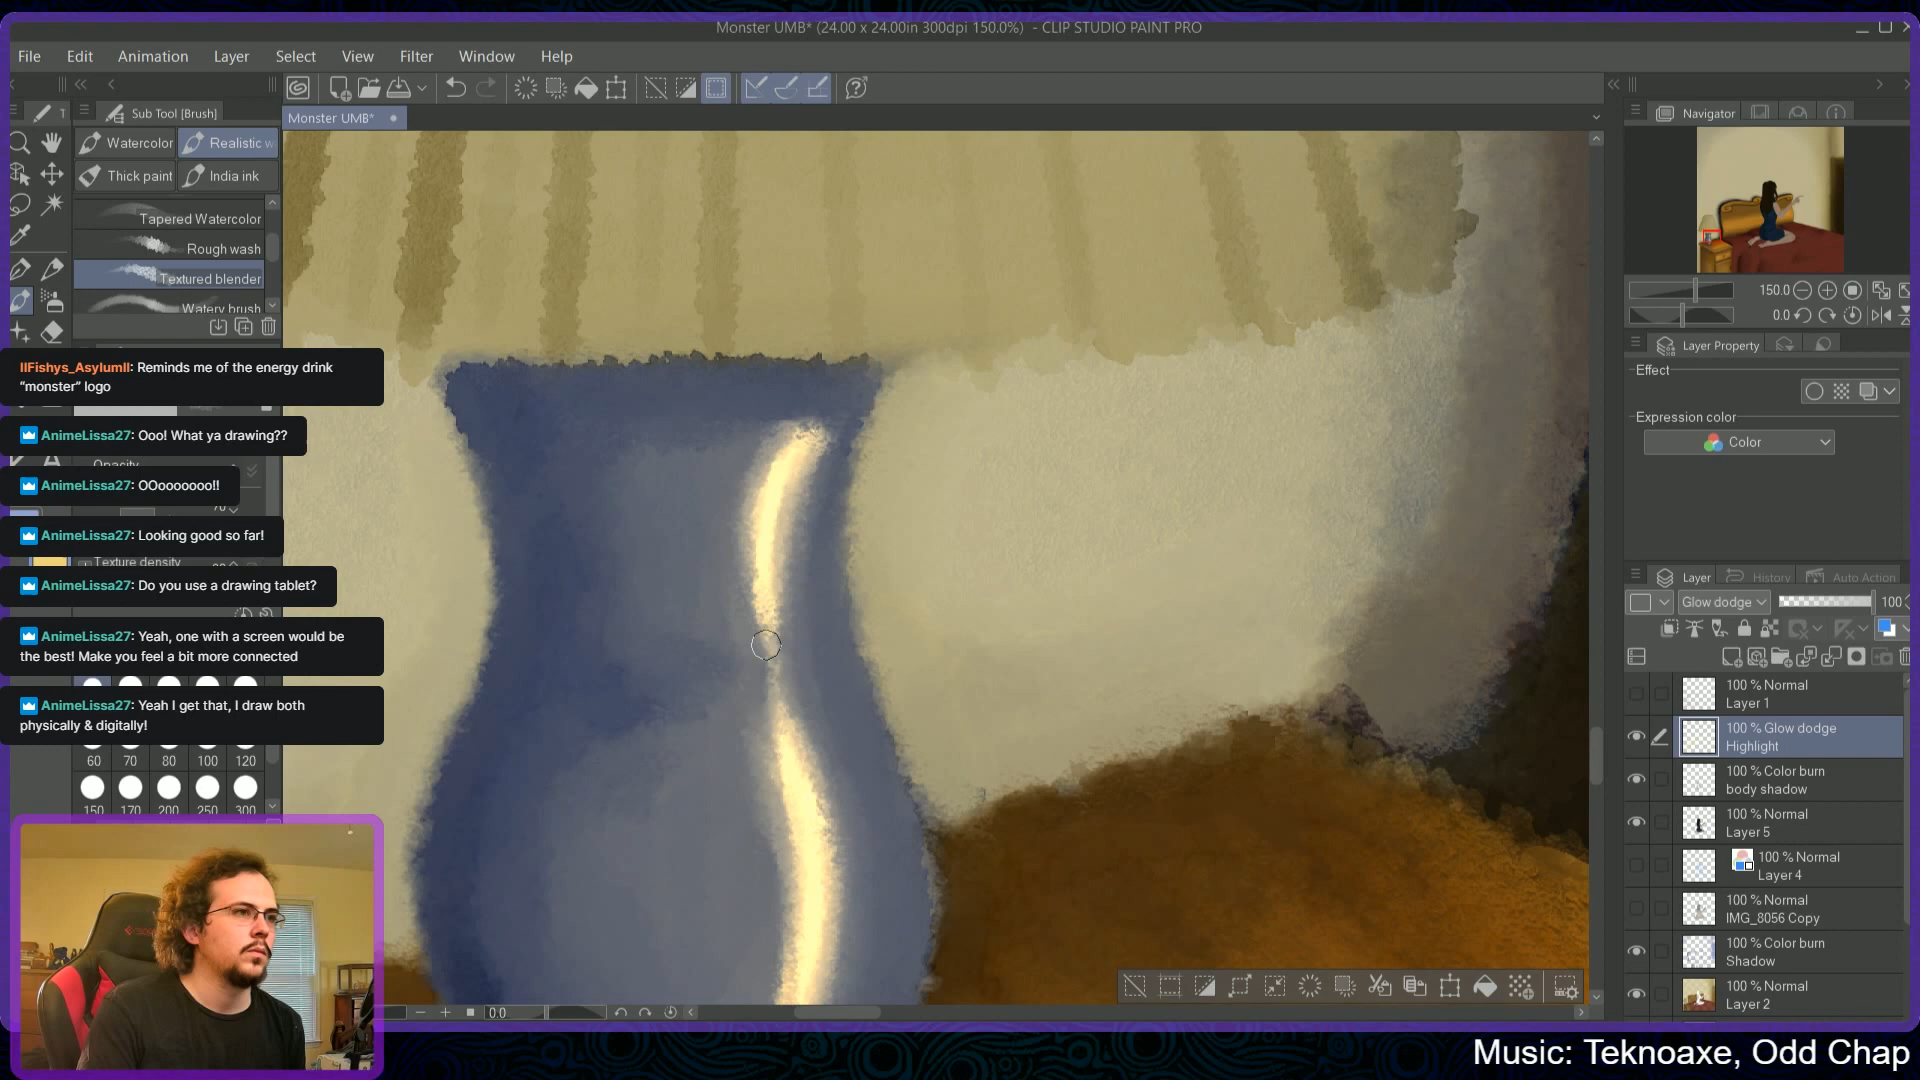 Monster UMB* (24.00 x 24.00in 300dpi 150.0%) - CLIP STUDIO PAINT PRO
File Edit Animation Layer Select View Filter Window Help
Sub Tool [Brush]
Monster UMB*
Navigator
Watercolor
Realistic w
Thick paint
India ink
Tapered Watercolor
Rough wash
Textured blender
Watery brush
150.0
0.0
Layer Property
Effect
Expression color
Color
IIFishys_AsylumII: Reminds me of the energy drink
“monster” logo
AnimeLissa27: Ooo! What ya drawing??
Opacity
AnimeLissa27: OOooooooo!!
70
AnimeLissa27: Looking good so far!
Texture density
AnimeLissa27: Do you use a drawing tablet?
AnimeLissa27: Yeah, one with a screen would be
the best! Make you feel a bit more connected
AnimeLissa27: Yeah I get that, I draw both
physically & digitally!
60 70 80 100 120
150 170 200 250 300
Layer History Auto Action
Glow dodge 100
100 % Normal
Layer 1
100 % Glow dodge
Highlight
100 % Color burn
body shadow
100 % Normal
Layer 5
100 % Normal
Layer 4
100 % Normal
IMG_8056 Copy
100 % Color burn
Shadow
100 % Normal
Layer 2
0.0
Music: Teknoaxe, Odd Chap